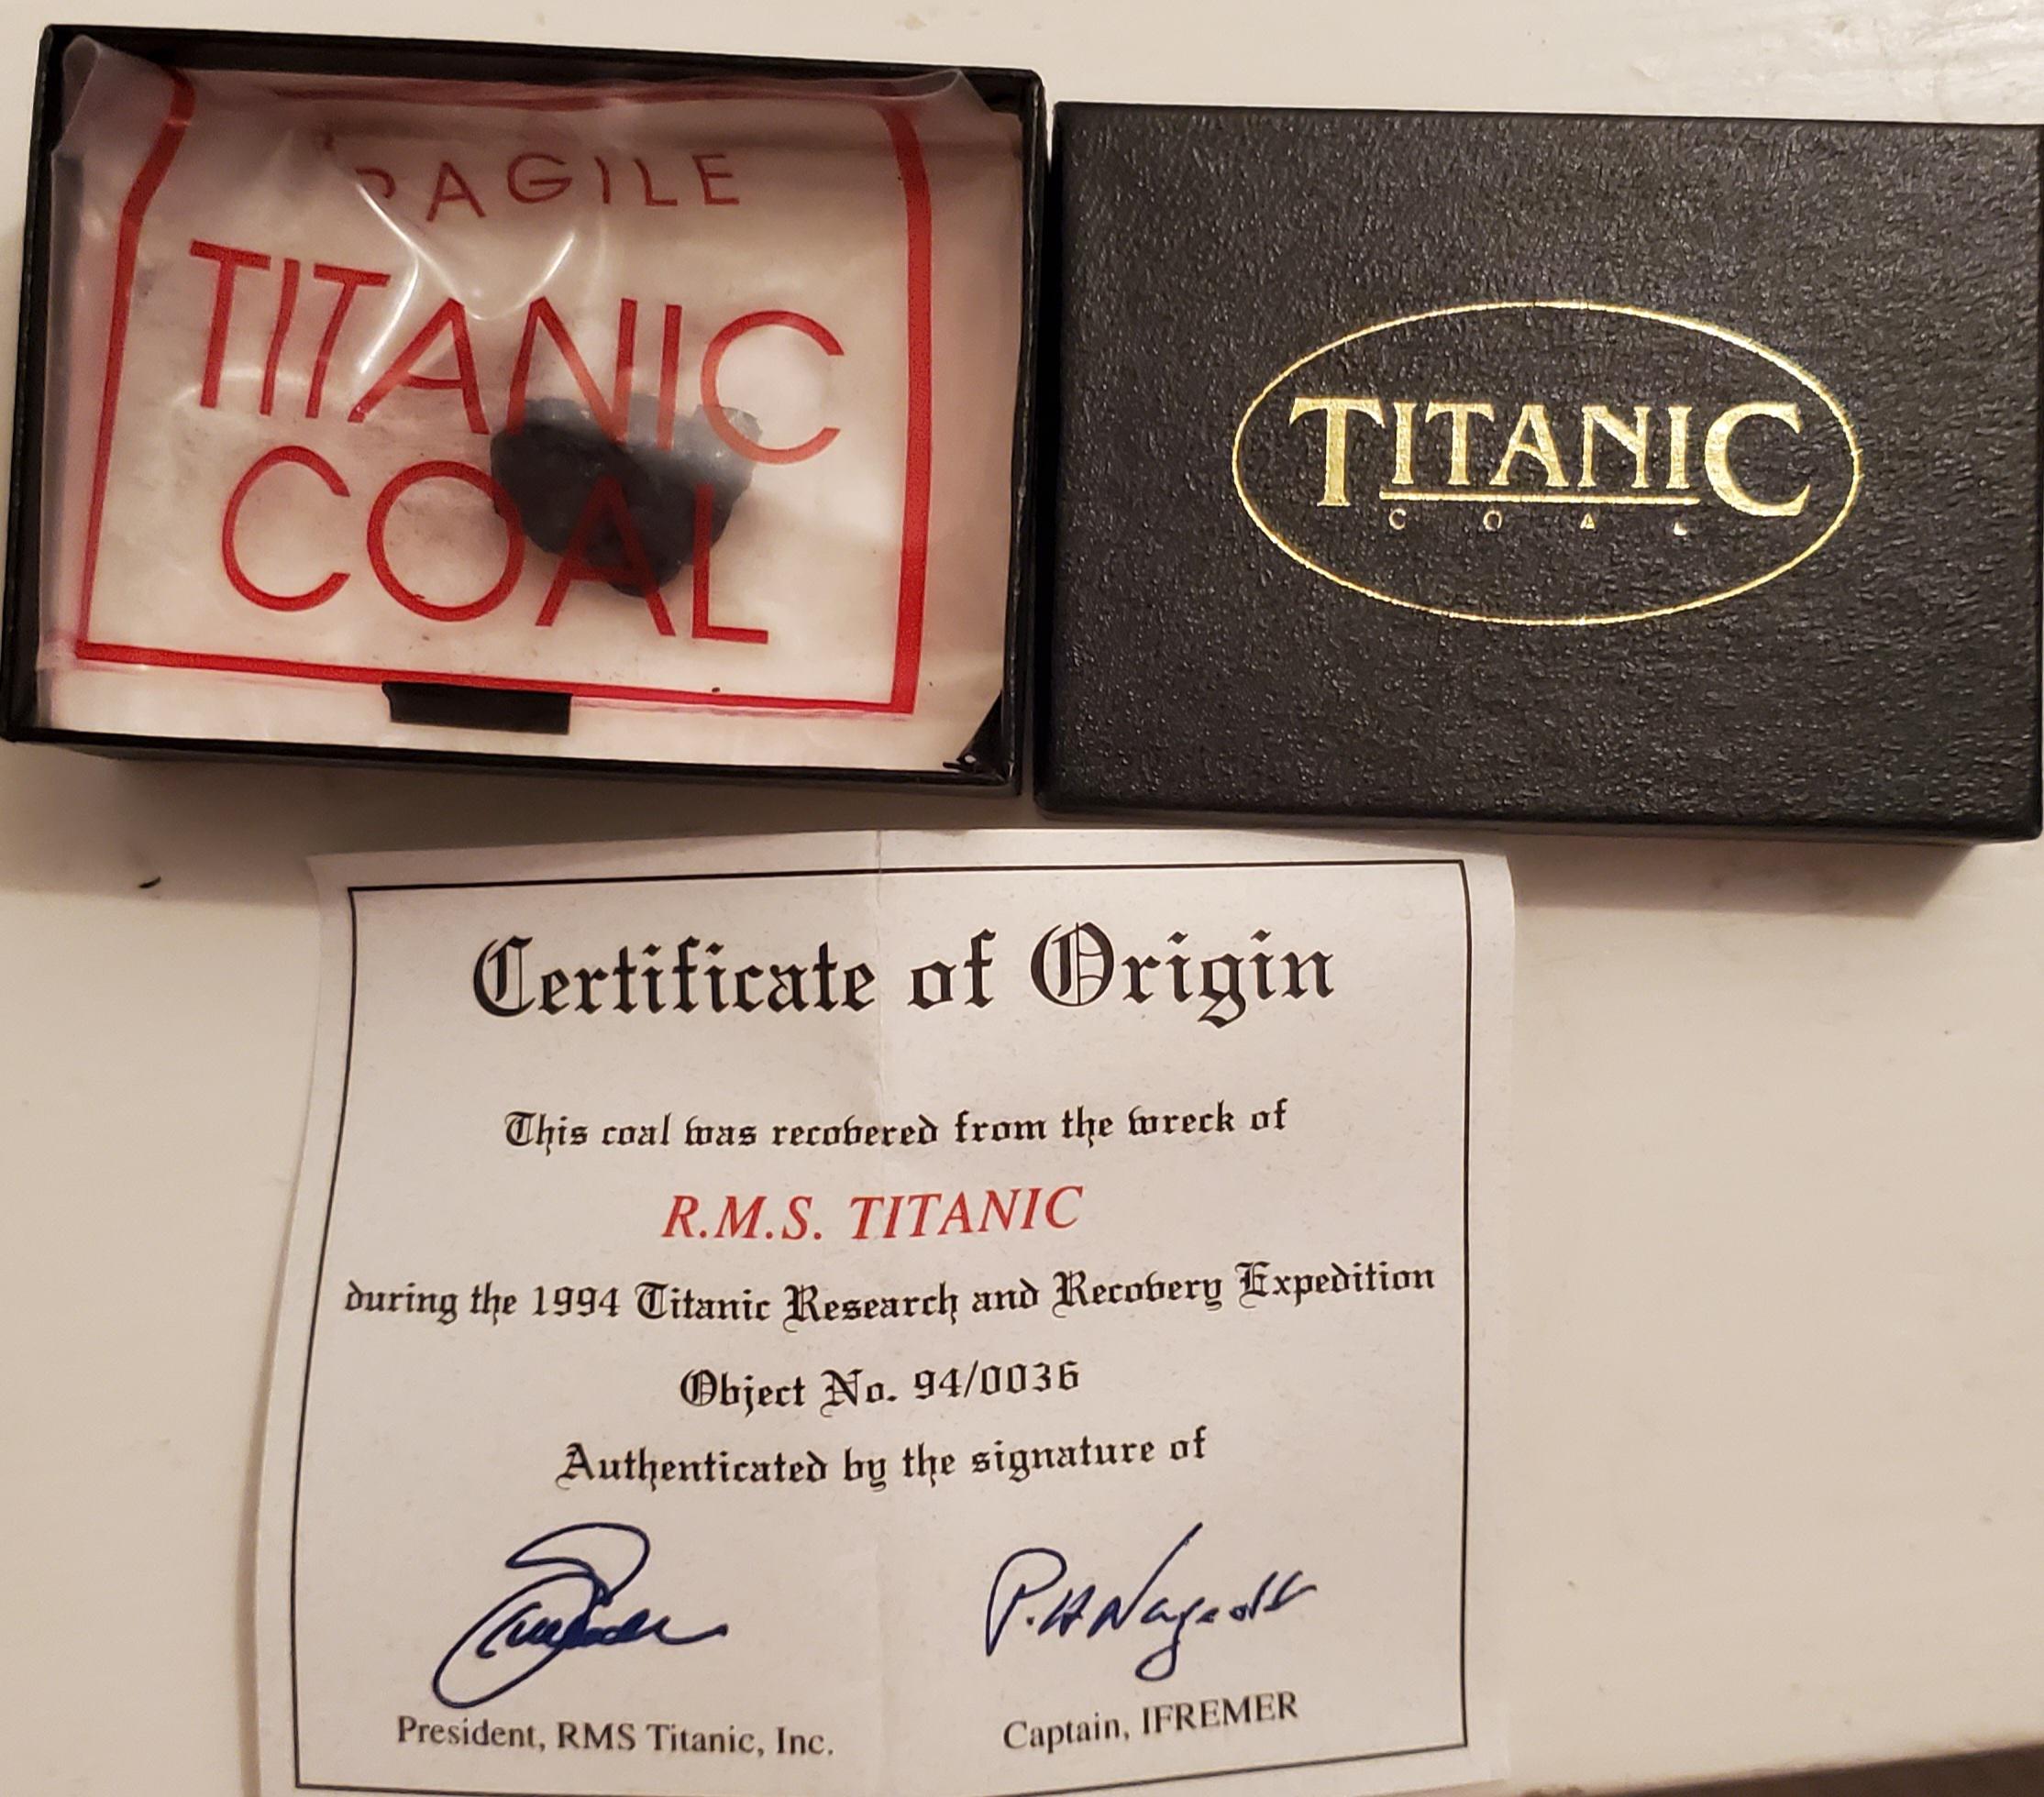 RAGILE
TITANIC
COAL
TITANIC
COAL
Certificate of Origin
This coal was recovered from the wreck of
R.M.S. TITANIC
during the 1994 Titanic Research and Recovery Expedition
Object No. 94/0036
Authenticated by the signature of
P.H Nargeolet
President, RMS Titanic, Inc.
Captain, IFREMER